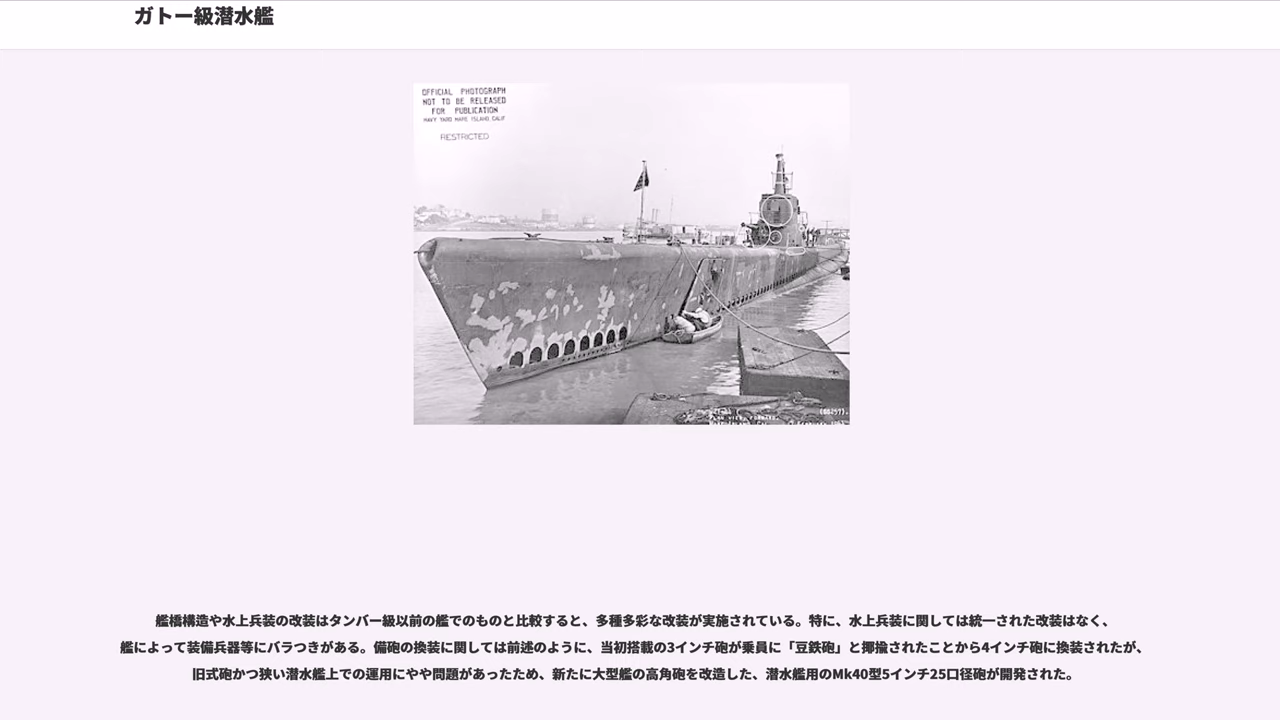 ガトー級潜水艦
OFFICIAL PHOTOGRAPH
NOT TO BE RELEASED
FOR PUBLICATION
NAVY YARD MARE ISLAND, CALIF
RESTRICTED
艦橋構造や水上兵装の改装はタンバー級以前の艦でのものと比較すると、多種多彩な改装が実施されている。特に、水上兵装に関しては統一された改装はなく、
艦によって装備兵器等にバラつきがある。備砲の換装に関しては前述のように、当初搭載の3インチ砲が乗員に「豆鉄砲」と揶揄されたことから4インチ砲に換装されたが、
旧式砲かつ狭い潜水艦上での運用にやや問題があったため、新たに大型艦の高角砲を改造した、潜水艦用のMk40型5インチ25口径砲が開発された。